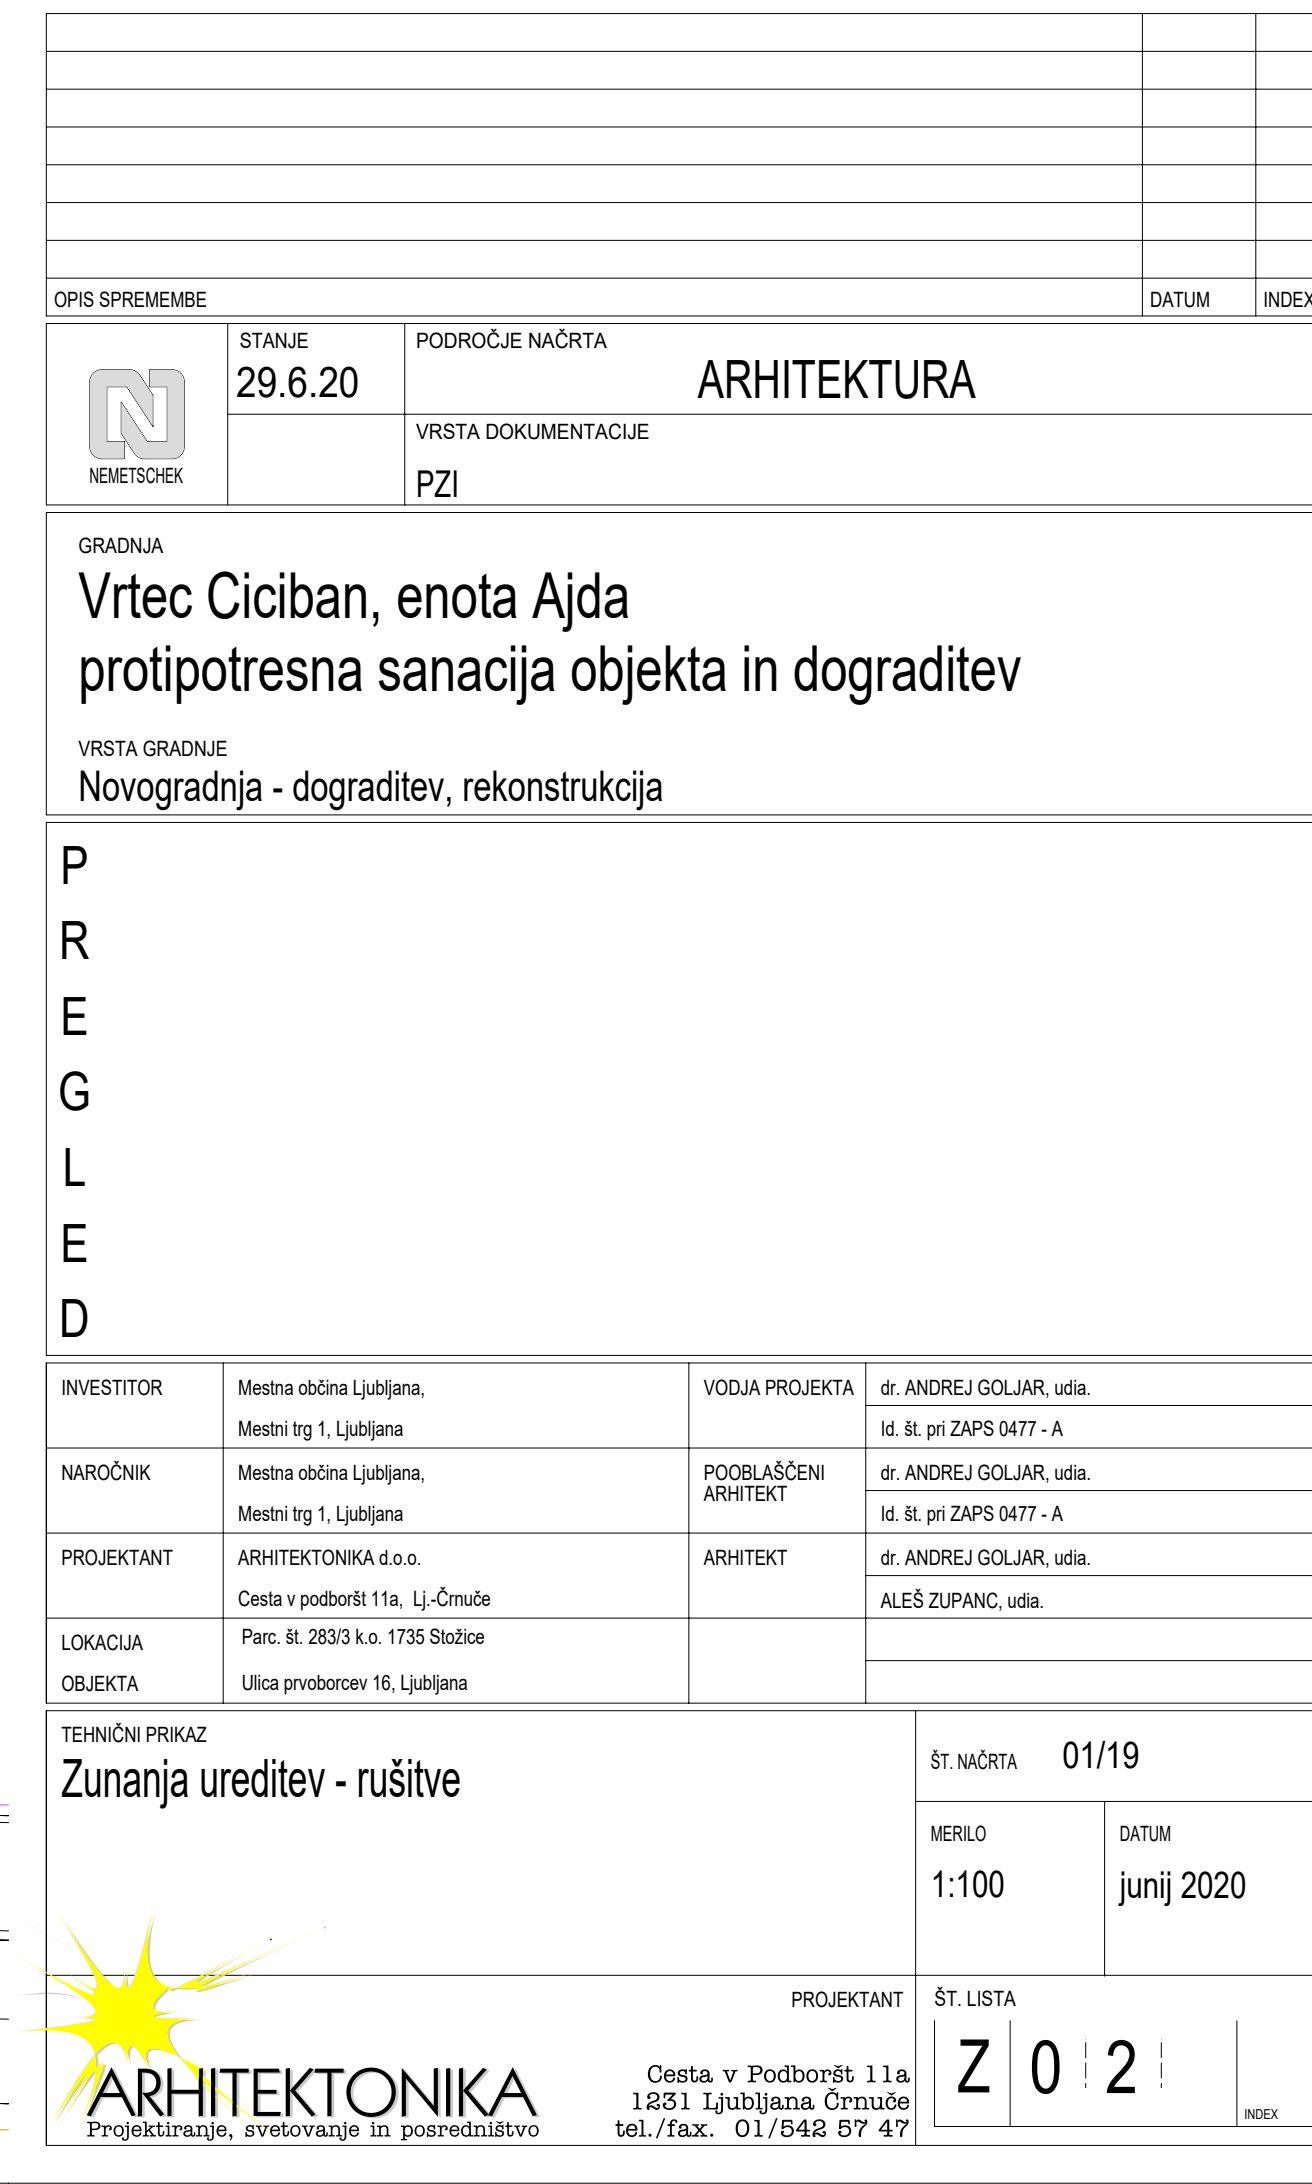 OPIS SPREMEMBE DATUM INDEX
STANJE
29.6.20
PODROČJE NAČRTA
ARHITEKTURA
VRSTA DOKUMENTACIJE
PZI
NEMETSCHEK
GRADNJA
Vrtec Ciciban, enota Ajda
protipotresna sanacija objekta in dograditev
VRSTA GRADNJE
Novogradnja - dograditev, rekonstrukcija
P
R
E
G
L
E
D
INVESTITOR
Mestna občina Ljubljana,
Mestni trg 1, Ljubljana
VODJA PROJEKTA
dr. ANDREJ GOLJAR, udia.
Id. št. pri ZAPS 0477 - A
NAROČNIK
Mestna občina Ljubljana,
Mestni trg 1, Ljubljana
POOBLAŠČENI
ARHITEKT
dr. ANDREJ GOLJAR, udia.
Id. št. pri ZAPS 0477 - A
PROJEKTANT
ARHITEKTONIKA d.o.o.
Cesta v podboršt 11a, Lj.-Črnuče
ARHITEKT
dr. ANDREJ GOLJAR, udia.
ALEŠ ZUPANC, udia.
LOKACIJA
OBJEKTA
Parc. št. 283/3 k.o. 1735 Stožice
Ulica prvoborcev 16, Ljubljana
TEHNIČNI PRIKAZ
Zunanja ureditev - rušitve
ŠT. NAČRTA 01/19
MERILO
1:100
DATUM
junij 2020
PROJEKTANT
ARHITEKTONIKA
Projektiranje, svetovanje in posredništvo
Cesta v Podboršt 11a
1231 Ljubljana Črnuče
tel./fax. 01/542 57 47
ŠT. LISTA
Z 0 2
INDEX